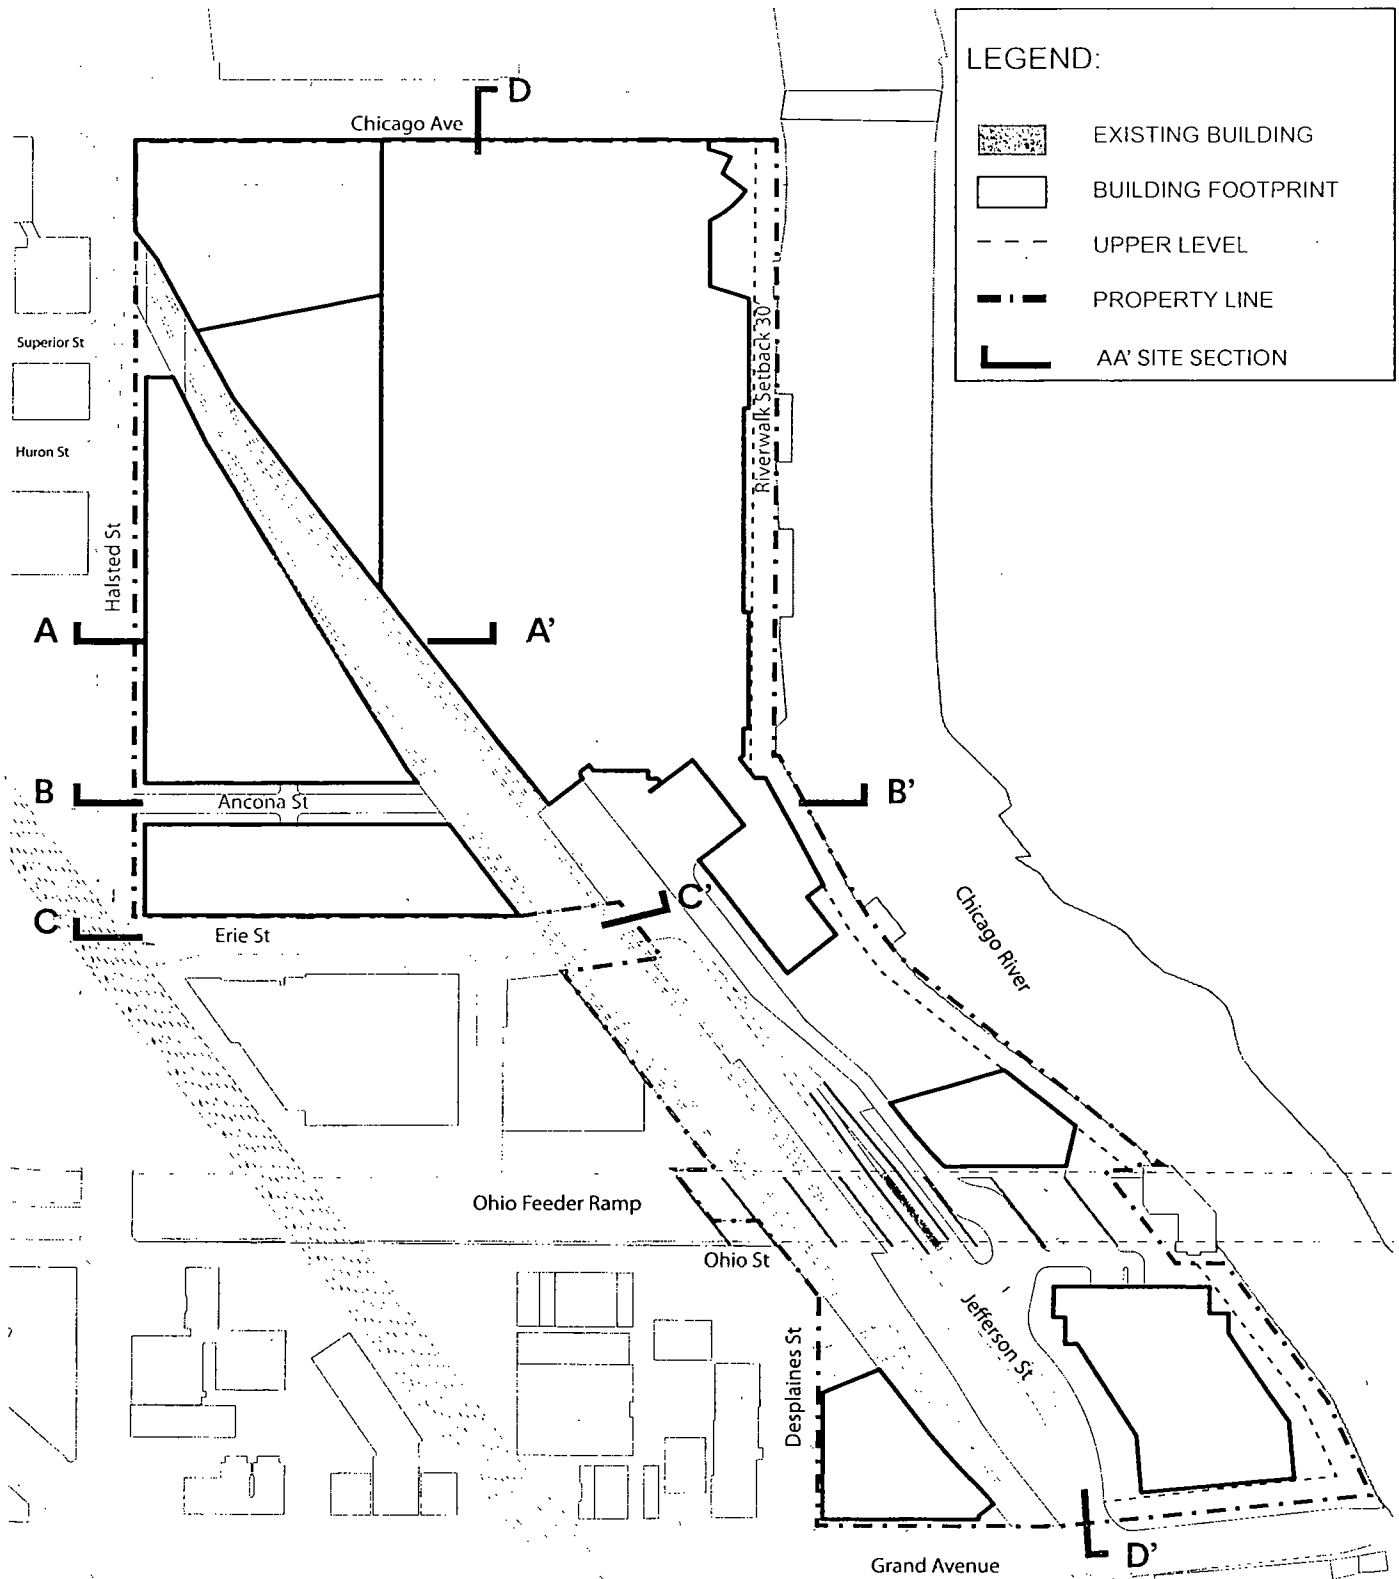 LEGEND:
EXISTING BUILDING
BUILDING FOOTPRINT
UPPER LEVEL
PROPERTY LINE
AA' SITE SECTION
D
Chicago Ave
Superior St
Riverwalk Setback 30'
Huron St
Halsted St
A
A'
B
Ancona St
B'
C
C'
Erie St
Chicago River
Ohio Feeder Ramp
Ohio St
Jefferson St
Desplaines St
D'
Grand Avenue